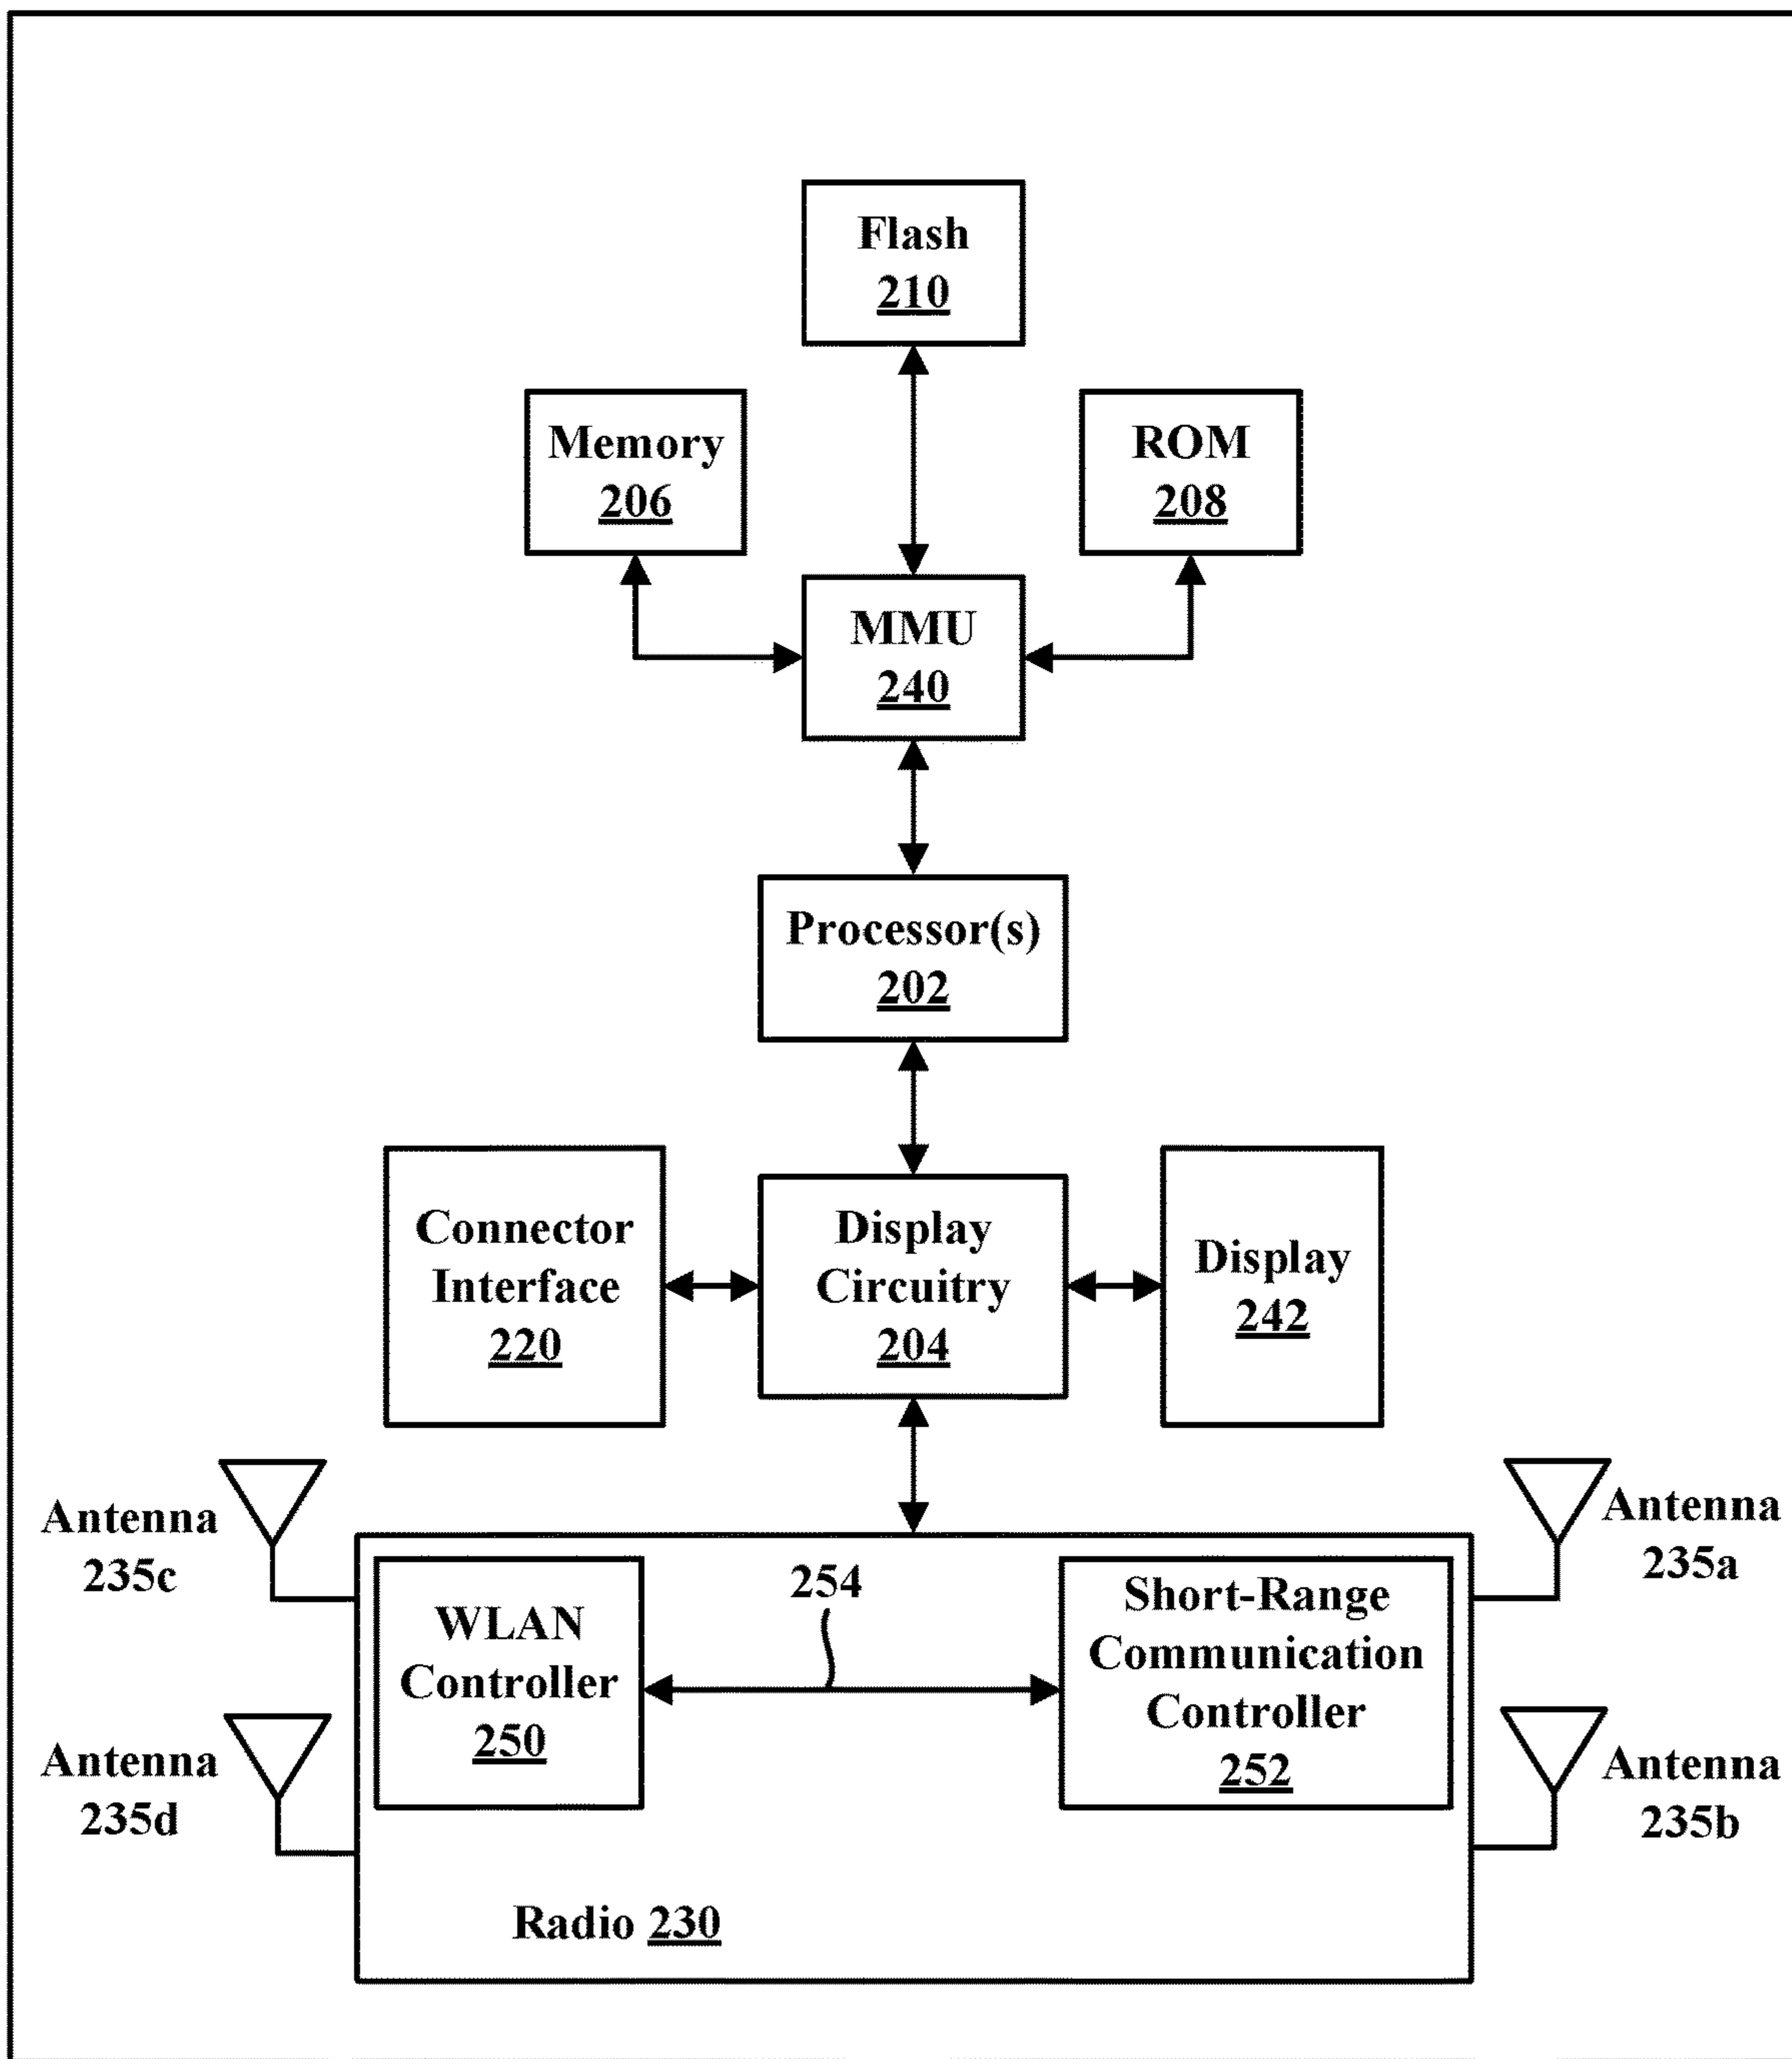 Flash
210
Memory
206
ROM
208
MMU
240
Processor(s)
202
Connector
Interface
220
Display
Circuitry
204
Display
242
Antenna
235c
Antenna
235a
254
WLAN
Controller
250
Short-Range
Communication
Controller
252
Antenna
235d
Antenna
235b
Radio 230